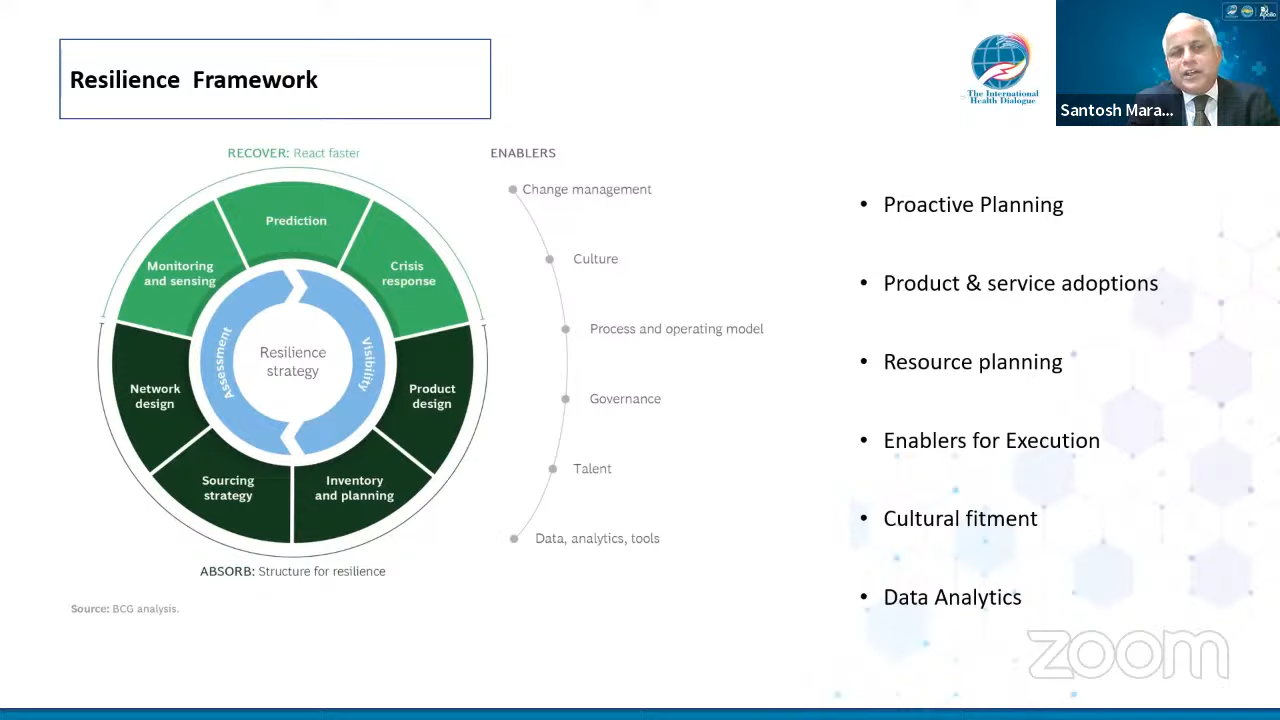 Resilience Framework
The International
Health Dialogue
Apollo
Santosh Mara...
RECOVER: React faster
Prediction
Monitoring
and sensing
Crisis
response
Assessment
Visibility
Resilience
strategy
Network
design
Product
design
Sourcing
strategy
Inventory
and planning
ABSORB: Structure for resilience
Source: BCG analysis.
ENABLERS
Change management
Culture
Process and operating model
Governance
Talent
Data, analytics, tools
• Proactive Planning
• Product & service adoptions
• Resource planning
• Enablers for Execution
• Cultural fitment
• Data Analytics
zoom